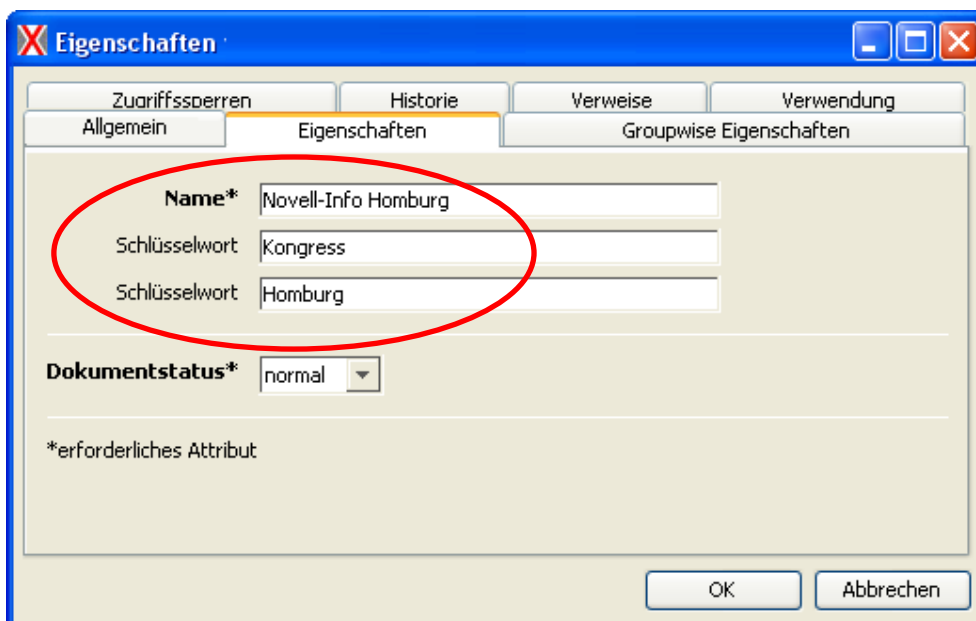 Eigenschaften
Zugriffssperren Historie Verweise Verwendung
Allgemein Eigenschaften Groupwise Eigenschaften
Name* Novell-Info Homburg
Schlüsselwort Kongress
Schlüsselwort Homburg
Dokumentstatus* normal
*erforderliches Attribut
OK Abbrechen